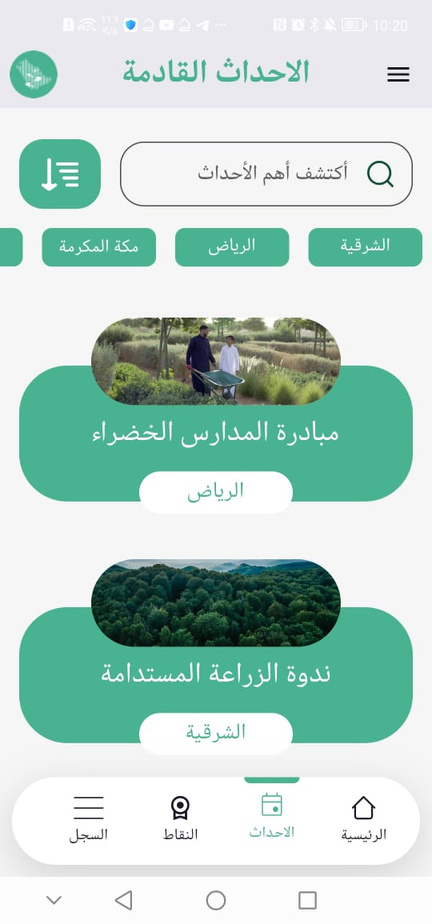 10:20
الاحداث القادمة
أكتشف أهم الأحداث
الشرقية
الرياض
مكة المكرمة
مبادرة المدارس الخضراء
الرياض
ندوة الزراعة المستدامة
الشرقية
الرئيسية
الاحداث
النقاط
السجل